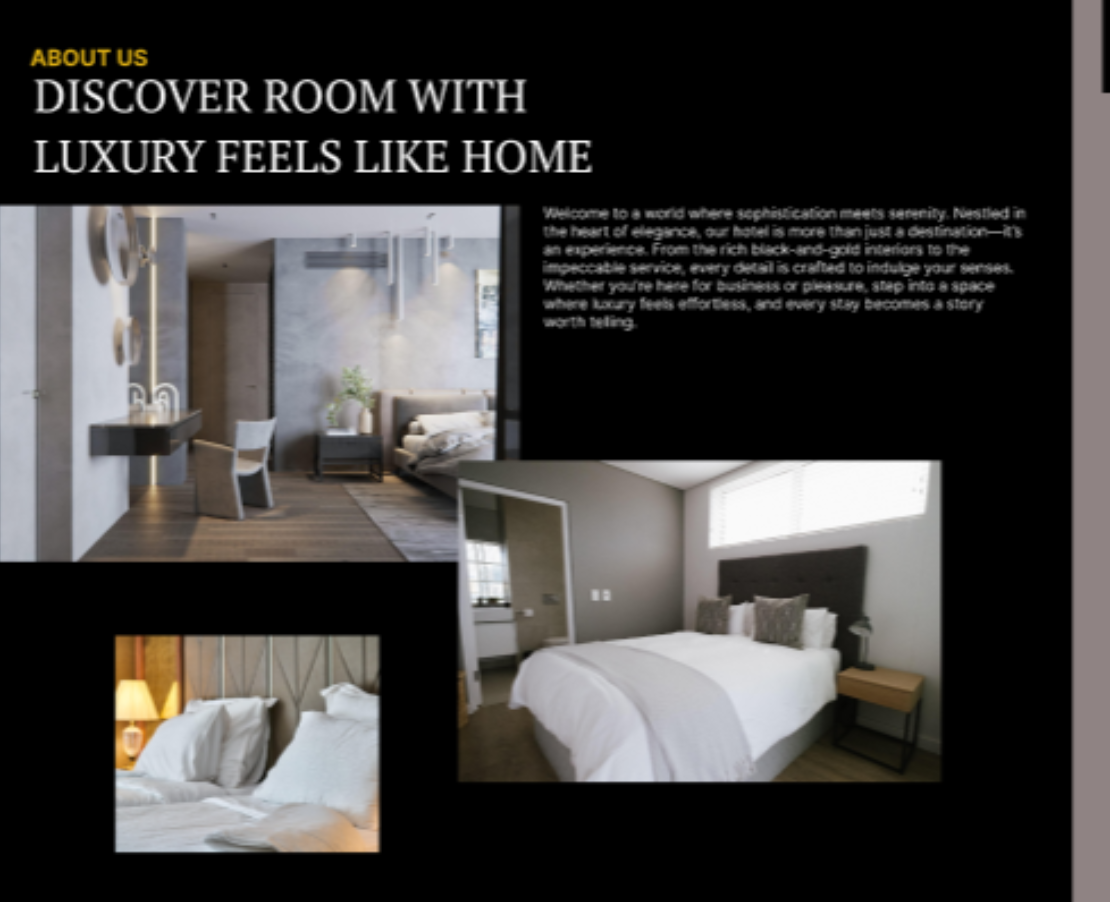 ABOUT US
DISCOVER ROOM WITH
LUXURY FEELS LIKE HOME
Welcome to a world where sophistication meets serenity. Nestled in
the heart of elegance, our hotel is more than just a destination—it's
an experience. From the rich black-and-gold interiors to the
impeccable service, every detail is crafted to indulge your senses.
Whether you're here for business or pleasure, step into a space
where luxury feels effortless, and every stay becomes a story
worth telling.